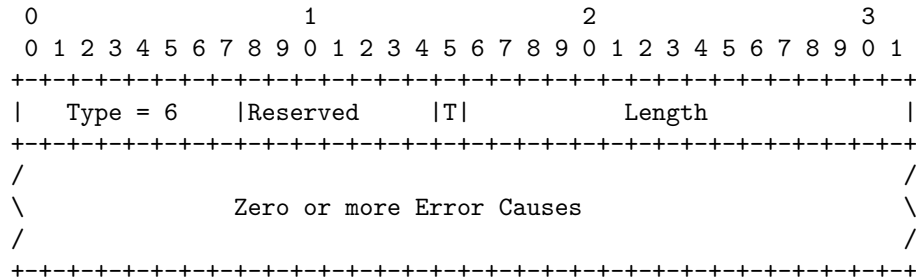 0                   1                   2                   3
0 1 2 3 4 5 6 7 8 9 0 1 2 3 4 5 6 7 8 9 0 1 2 3 4 5 6 7 8 9 0 1
+-+-+-+-+-+-+-+-+-+-+-+-+-+-+-+-+-+-+-+-+-+-+-+-+-+-+-+-+-+-+-+-+
|   Type = 6    |Reserved     |T|           Length              |
+-+-+-+-+-+-+-+-+-+-+-+-+-+-+-+-+-+-+-+-+-+-+-+-+-+-+-+-+-+-+-+-+
/                                                               /
\            Zero or more Error Causes                          \
/                                                               /
+-+-+-+-+-+-+-+-+-+-+-+-+-+-+-+-+-+-+-+-+-+-+-+-+-+-+-+-+-+-+-+-+